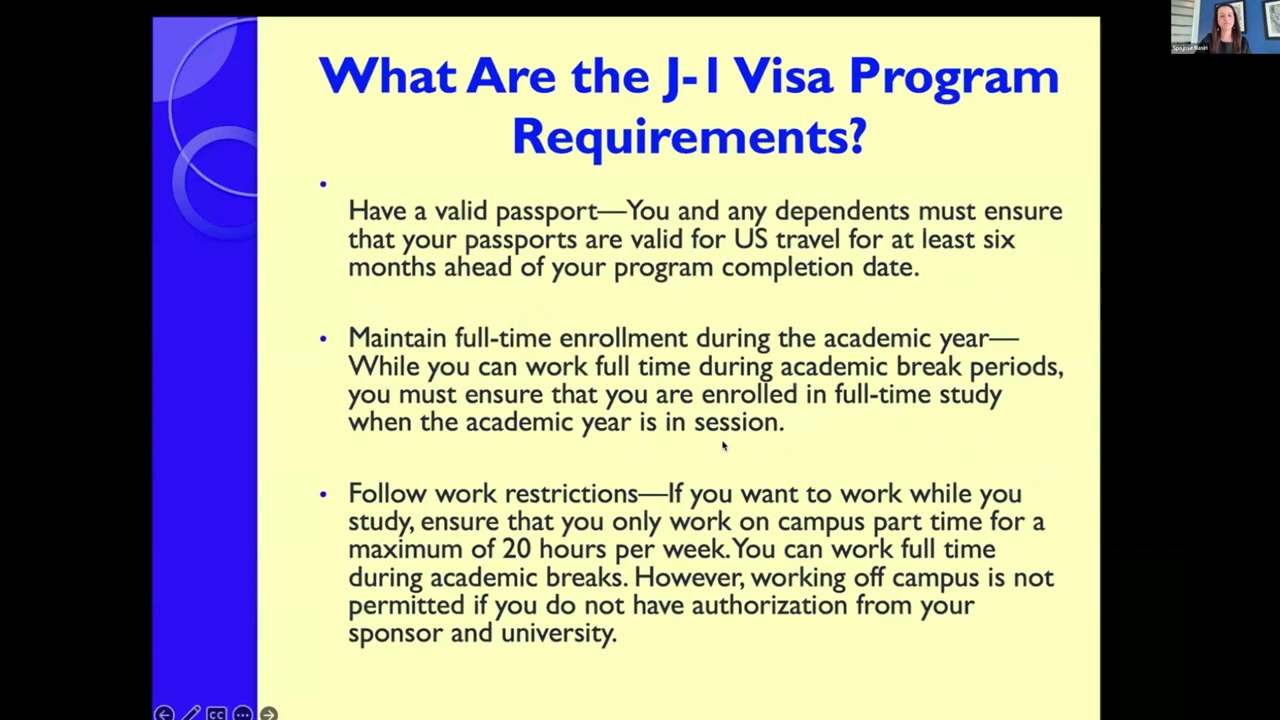 What Are the J-1 Visa Program
Requirements?
Have a valid passport—You and any dependents must ensure
that your passports are valid for US travel for at least six
months ahead of your program completion date.
Maintain full-time enrollment during the academic year—
While you can work full time during academic break periods,
you must ensure that you are enrolled in full-time study
when the academic year is in session.
Follow work restrictions—If you want to work while you
study, ensure that you only work on campus part time for a
maximum of 20 hours per week. You can work full time
during academic breaks. However, working off campus is not
permitted if you do not have authorization from your
sponsor and university.
CC